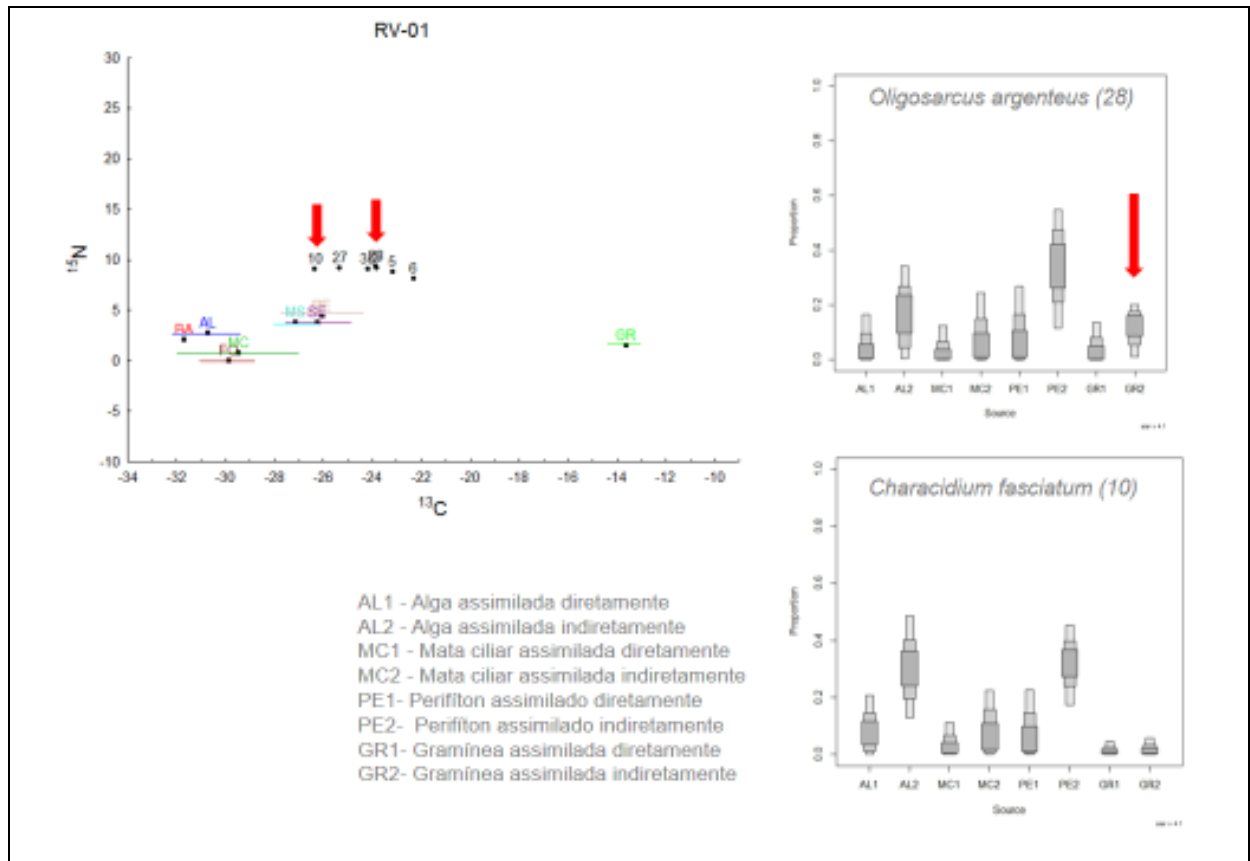 RV-01
30
25
20
15
10
5
0
-5
-10
15N
10 27 5 6
RA AL MC MS GR
-34 -32 -30 -28 -26 -24 -22 -20 -18 -16 -14 -12 -10
13C
Oligosarcus argenteus (28)
1.0
0.8
0.6
0.4
0.2
0.0
Proportion
AL1 AL2 MC1 MC2 PE1 PE2 GR1 GR2
Source
Characidium fasciatum (10)
1.0
0.8
0.6
0.4
0.2
0.0
Proportion
AL1 AL2 MC1 MC2 PE1 PE2 GR1 GR2
Source
AL1 - Alga assimilada diretamente
AL2 - Alga assimilada indiretamente
MC1 - Mata ciliar assimilada diretamente
MC2 - Mata ciliar assimilada indiretamente
PE1- Perifíton assimilado diretamente
PE2- Perifíton assimilado indiretamente
GR1- Gramínea assimilada diretamente
GR2- Gramínea assimilada indiretamente